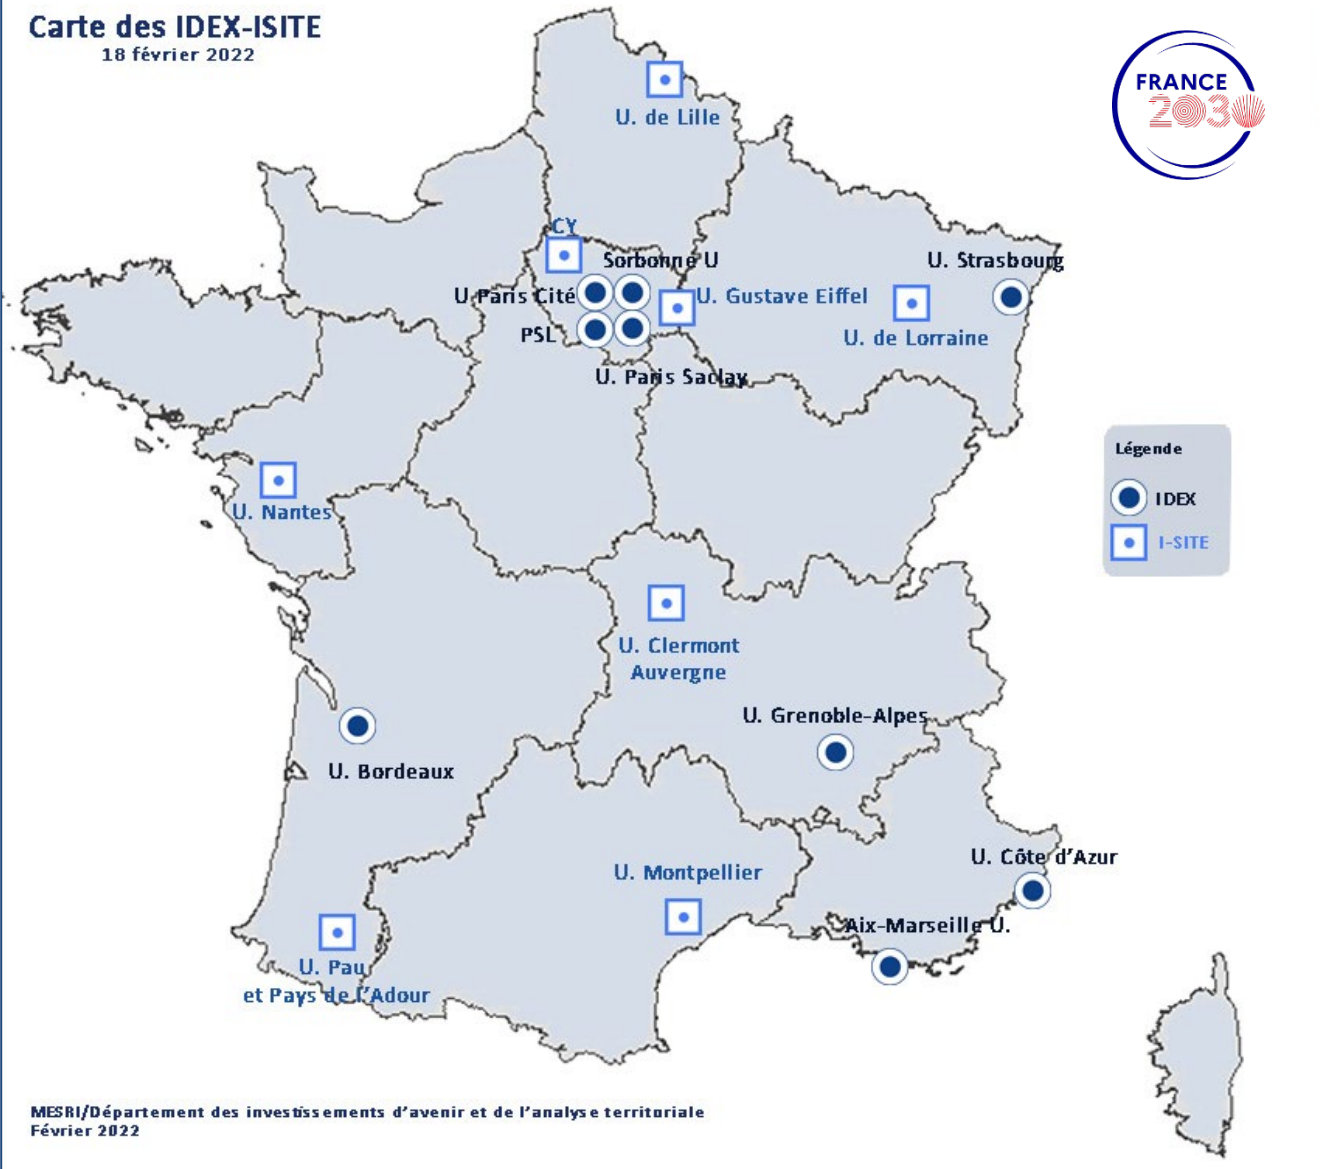 Carte des IDEX-ISITE
18 février 2022
FRANCE
2030
U. de Lille
CY
Sorbonne U
U. Strasbourg
U Paris Cité
U. Gustave Eiffel
PSL
U. de Lorraine
U. Paris Saclay
Légende
IDEX
I-SITE
U. Nantes
U. Clermont
Auvergne
U. Grenoble-Alpes
U. Bordeaux
U. Côte d'Azur
U. Montpellier
Aix-Marseille U.
U. Pau
et Pays de l'Adour
MESRI/Département des investissements d'avenir et de l'analyse territoriale
Février 2022